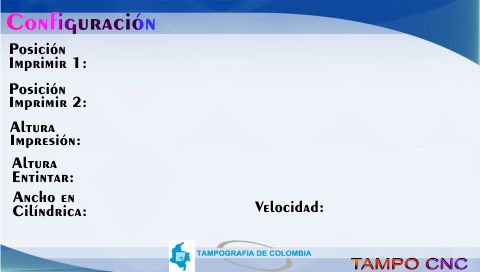 Configuración
Posición
Imprimir 1:
Posición
Imprimir 2:
Altura
Impresión:
Altura
Entintar:
Ancho en
Cilíndrica:
Velocidad:
TAMPOGRAFIA DE COLOMBIA
TAMPO CNC